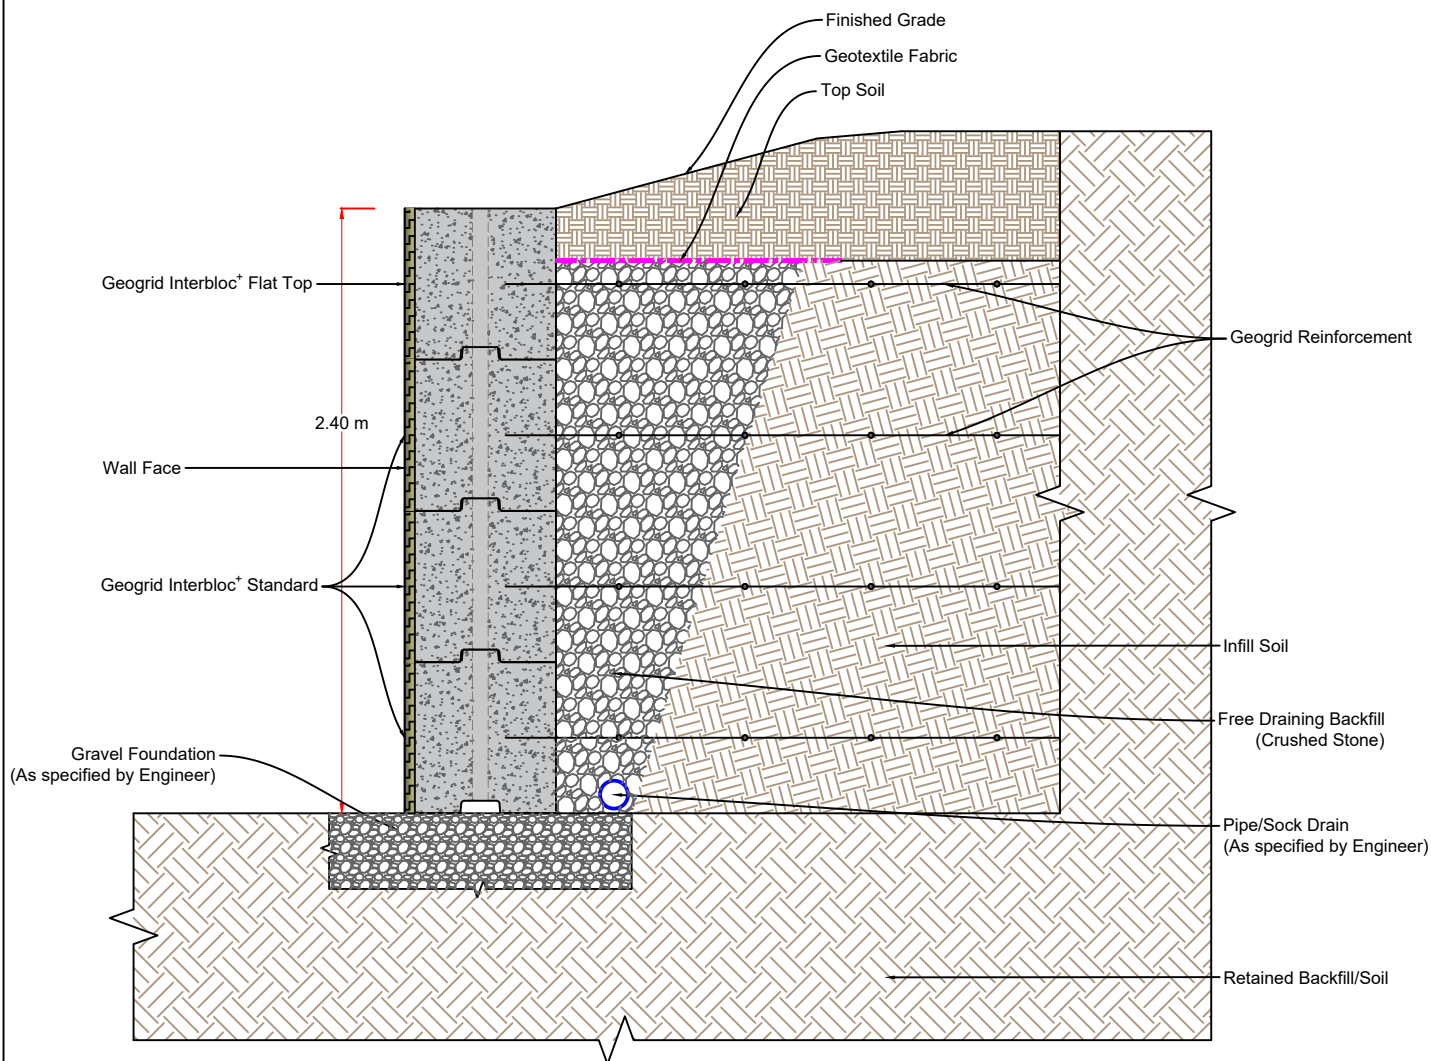 Finished Grade
Geotextile Fabric
Top Soil
Geogrid Interbloc⁺ Flat Top
Geogrid Reinforcement
2.40 m
Wall Face
Geogrid Interbloc⁺ Standard
Infill Soil
Free Draining Backfill
(Crushed Stone)
Gravel Foundation
(As specified by Engineer)
Pipe/Sock Drain
(As specified by Engineer)
Retained Backfill/Soil